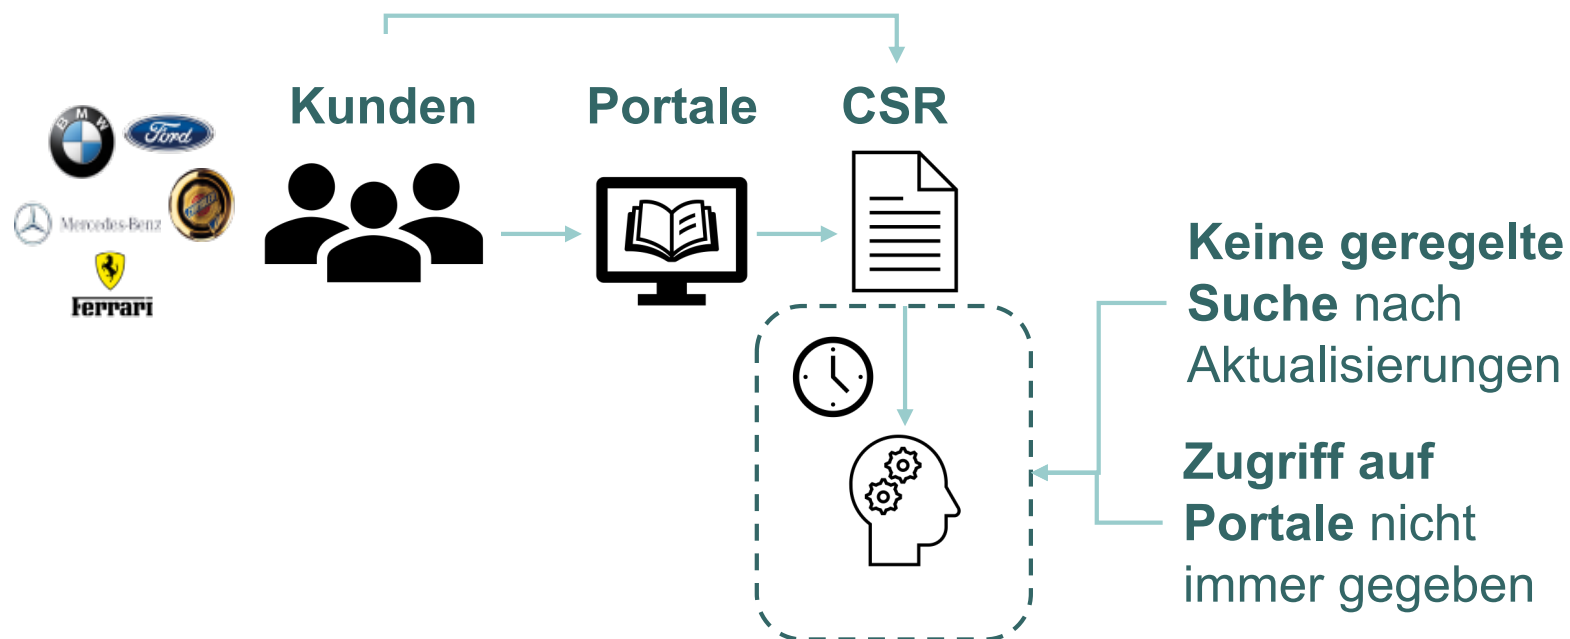 Kunden
Portale
CSR
BMW
Ford
Mercedes-Benz
Ferrari
Keine geregelte
Suche nach
Aktualisierungen
Zugriff auf
Portale nicht
immer gegeben